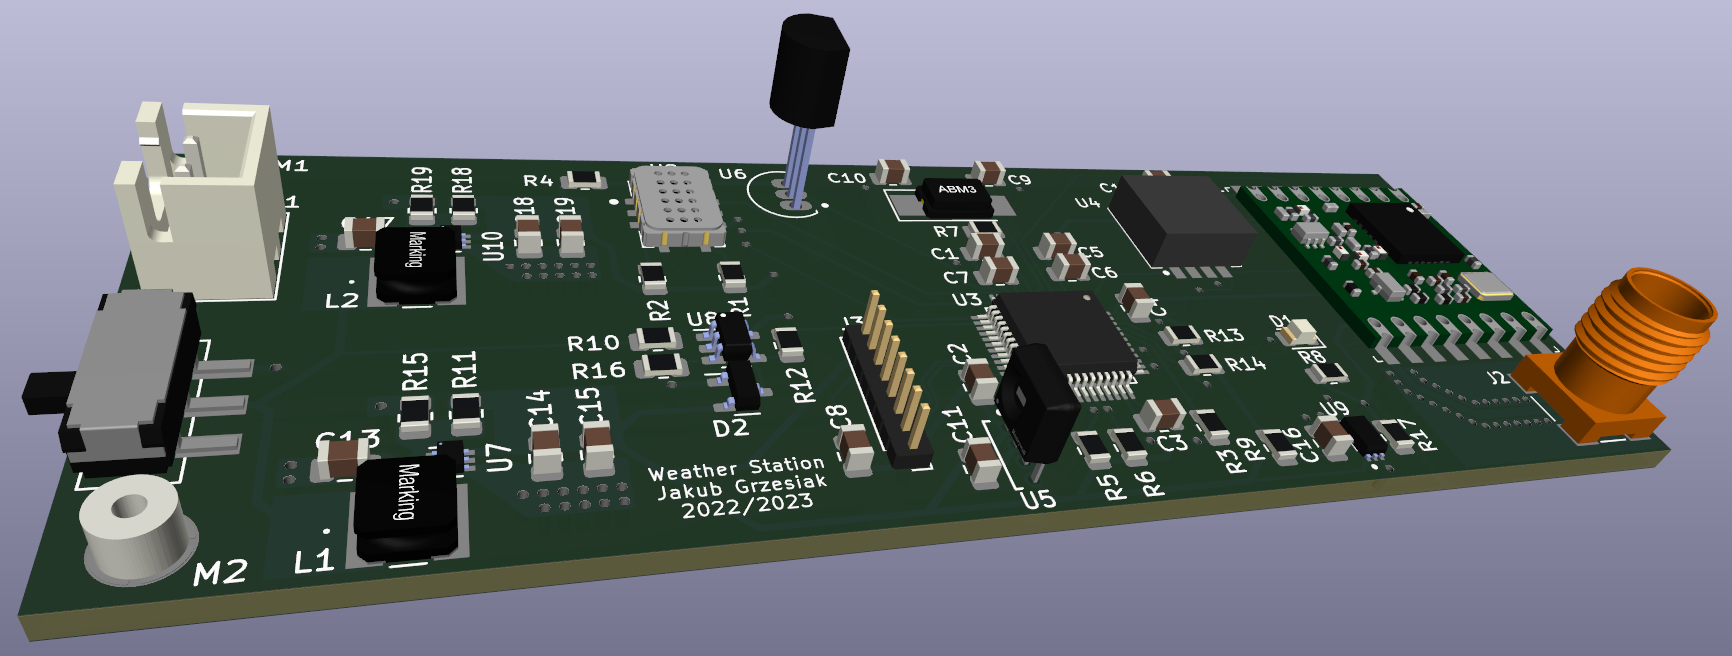 M1
R19
R18
R4
U6
C10
C9
ABM3
U4
R7
C1
C5
C7
C6
U10
L2
R2
R1
U3
U8
R10
R16
R12
D2
R13
R14
D1
R8
J2
C2
R15
R11
C14
C15
C13
C8
C11
C3
U9
R17
C16
R9
R3
R5
R6
U5
U7
Marking
Marking
Weather Station
Jakub Grzesiak
2022/2023
L1
M2